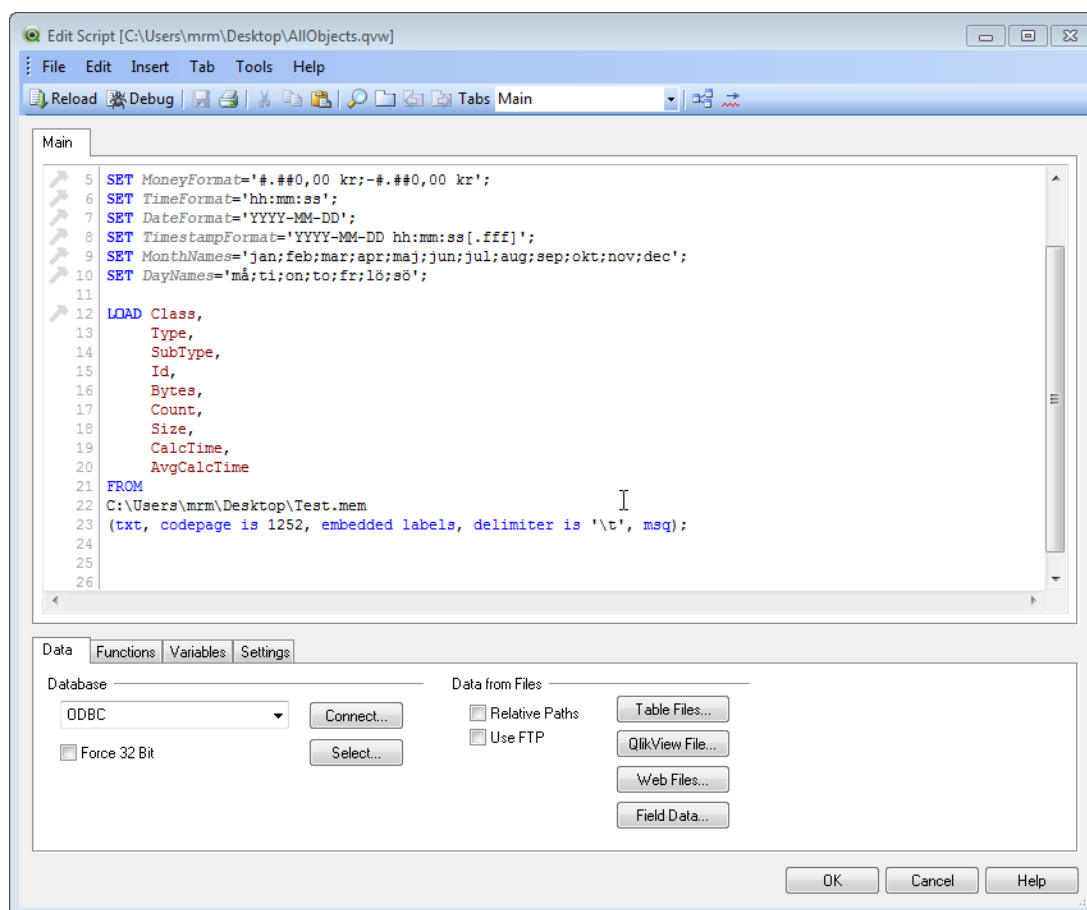 Edit Script [C:\Users\mrm\Desktop\AllObjects.qvw]
File Edit Insert Tab Tools Help
Reload Debug Tabs Main
Main
5 SET MoneyFormat='#.##0,00 kr;-#.##0,00 kr';
6 SET TimeFormat='hh:mm:ss';
7 SET DateFormat='YYYY-MM-DD';
8 SET TimestampFormat='YYYY-MM-DD hh:mm:ss[.fff]';
9 SET MonthNames='jan;feb;mar;apr;maj;jun;jul;aug;sep;okt;nov;dec';
10 SET DayNames='må;ti;on;to;fr;lö;sö';
11
12 LOAD Class,
13 Type,
14 SubType,
15 Id,
16 Bytes,
17 Count,
18 Size,
19 CalcTime,
20 AvgCalcTime
21 FROM
22 C:\Users\mrm\Desktop\Test.mem
23 (txt, codepage is 1252, embedded labels, delimiter is '\t', msq);
24
25
26
Data Functions Variables Settings
Database Data from Files
ODBC Connect... Relative Paths Table Files...
Force 32 Bit Select... Use FTP QlikView File...
Web Files...
Field Data...
OK Cancel Help